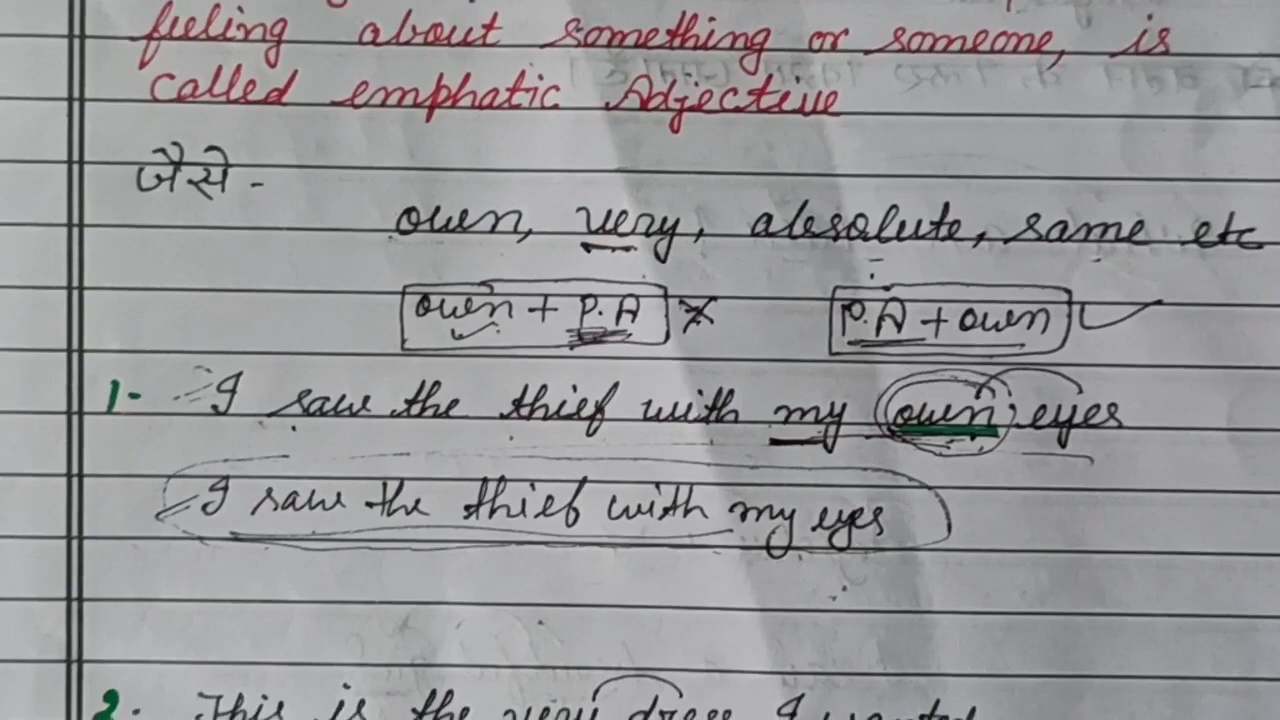 feeling about something or someone, is
called emphatic Adjective
जैसे -
own, very, absolute, same etc
own + P.A ✗ P.A + own ✓
1- I saw the thief with my own eyes
I saw the thief with my eyes
2. This is the very dress I wanted